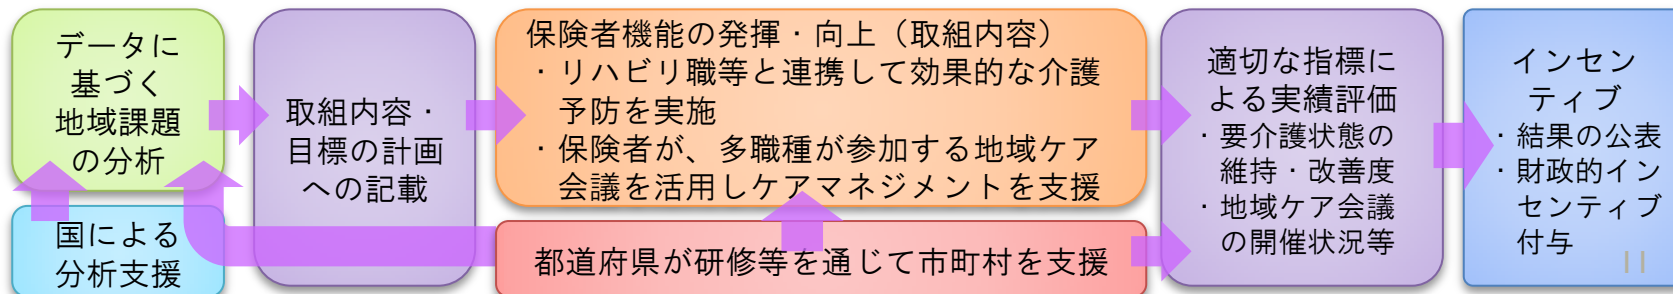 データに
基づく
地域課題
の分析
国による
分析支援
取組内容・
目標の計画
への記載
保険者機能の発揮・向上（取組内容）
・リハビリ職等と連携して効果的な介護
予防を実施
・保険者が、多職種が参加する地域ケア
会議を活用しケアマネジメントを支援
都道府県が研修等を通じて市町村を支援
適切な指標に
よる実績評価
・要介護状態の
維持・改善度
・地域ケア会議
の開催状況等
インセン
ティブ
・結果の公表
・財政的イン
センティブ
付与
11